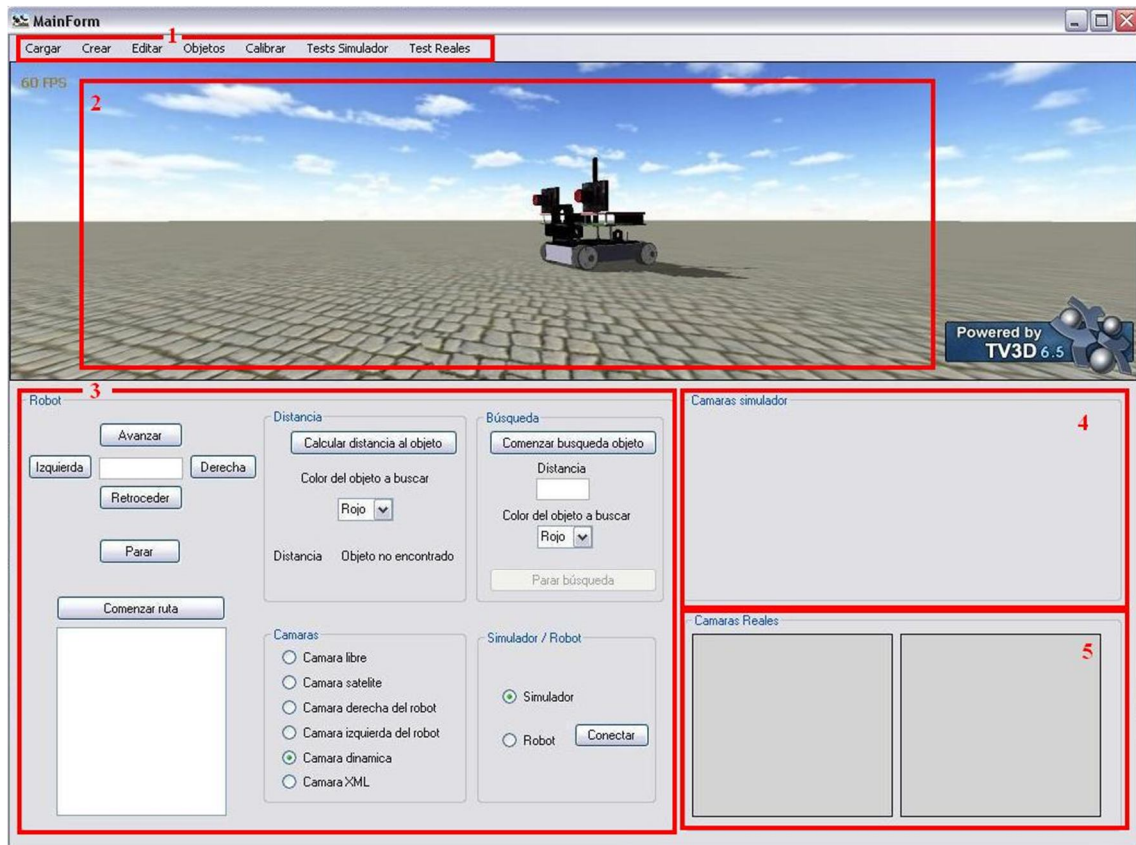 MainForm
1
Cargar Crear Editar Objetos Calibrar Tests Simulador Test Reales
60 FPS
2
Powered by
TV3D 6.5
3
Robot
Avanzar
Izquierda
Derecha
Retroceder
Parar
Comenzar ruta
Distancia
Calcular distancia al objeto
Color del objeto a buscar
Rojo
Distancia Objeto no encontrado
Búsqueda
Comenzar busqueda objeto
Distancia
Color del objeto a buscar
Rojo
Parar búsqueda
Camaras
Camara libre
Camara satelite
Camara derecha del robot
Camara izquierda del robot
Camara dinamica
Camara XML
Simulador / Robot
Simulador
Robot
Conectar
Camaras simulador
4
Camaras Reales
5